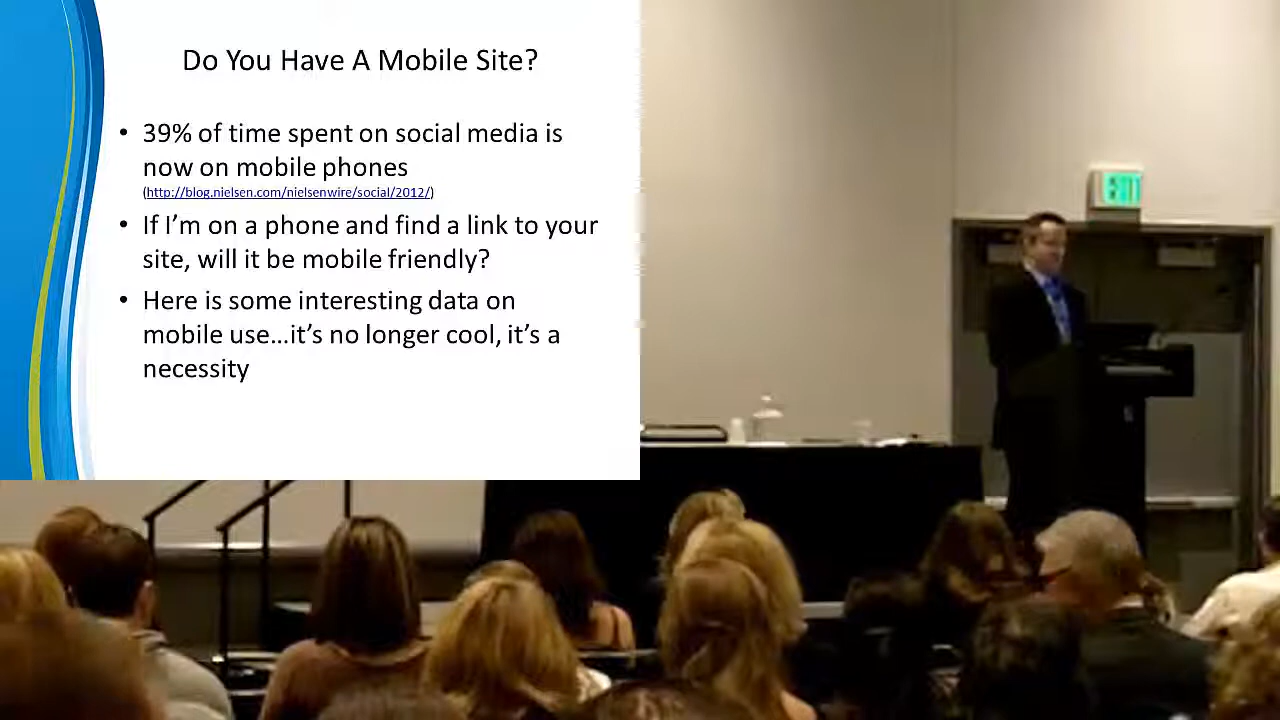 Do You Have A Mobile Site?
• 39% of time spent on social media is
now on mobile phones
(http://blog.nielsen.com/nielsenwire/social/2012/)
• If I’m on a phone and find a link to your
site, will it be mobile friendly?
• Here is some interesting data on
mobile use…it’s no longer cool, it’s a
necessity
EXIT